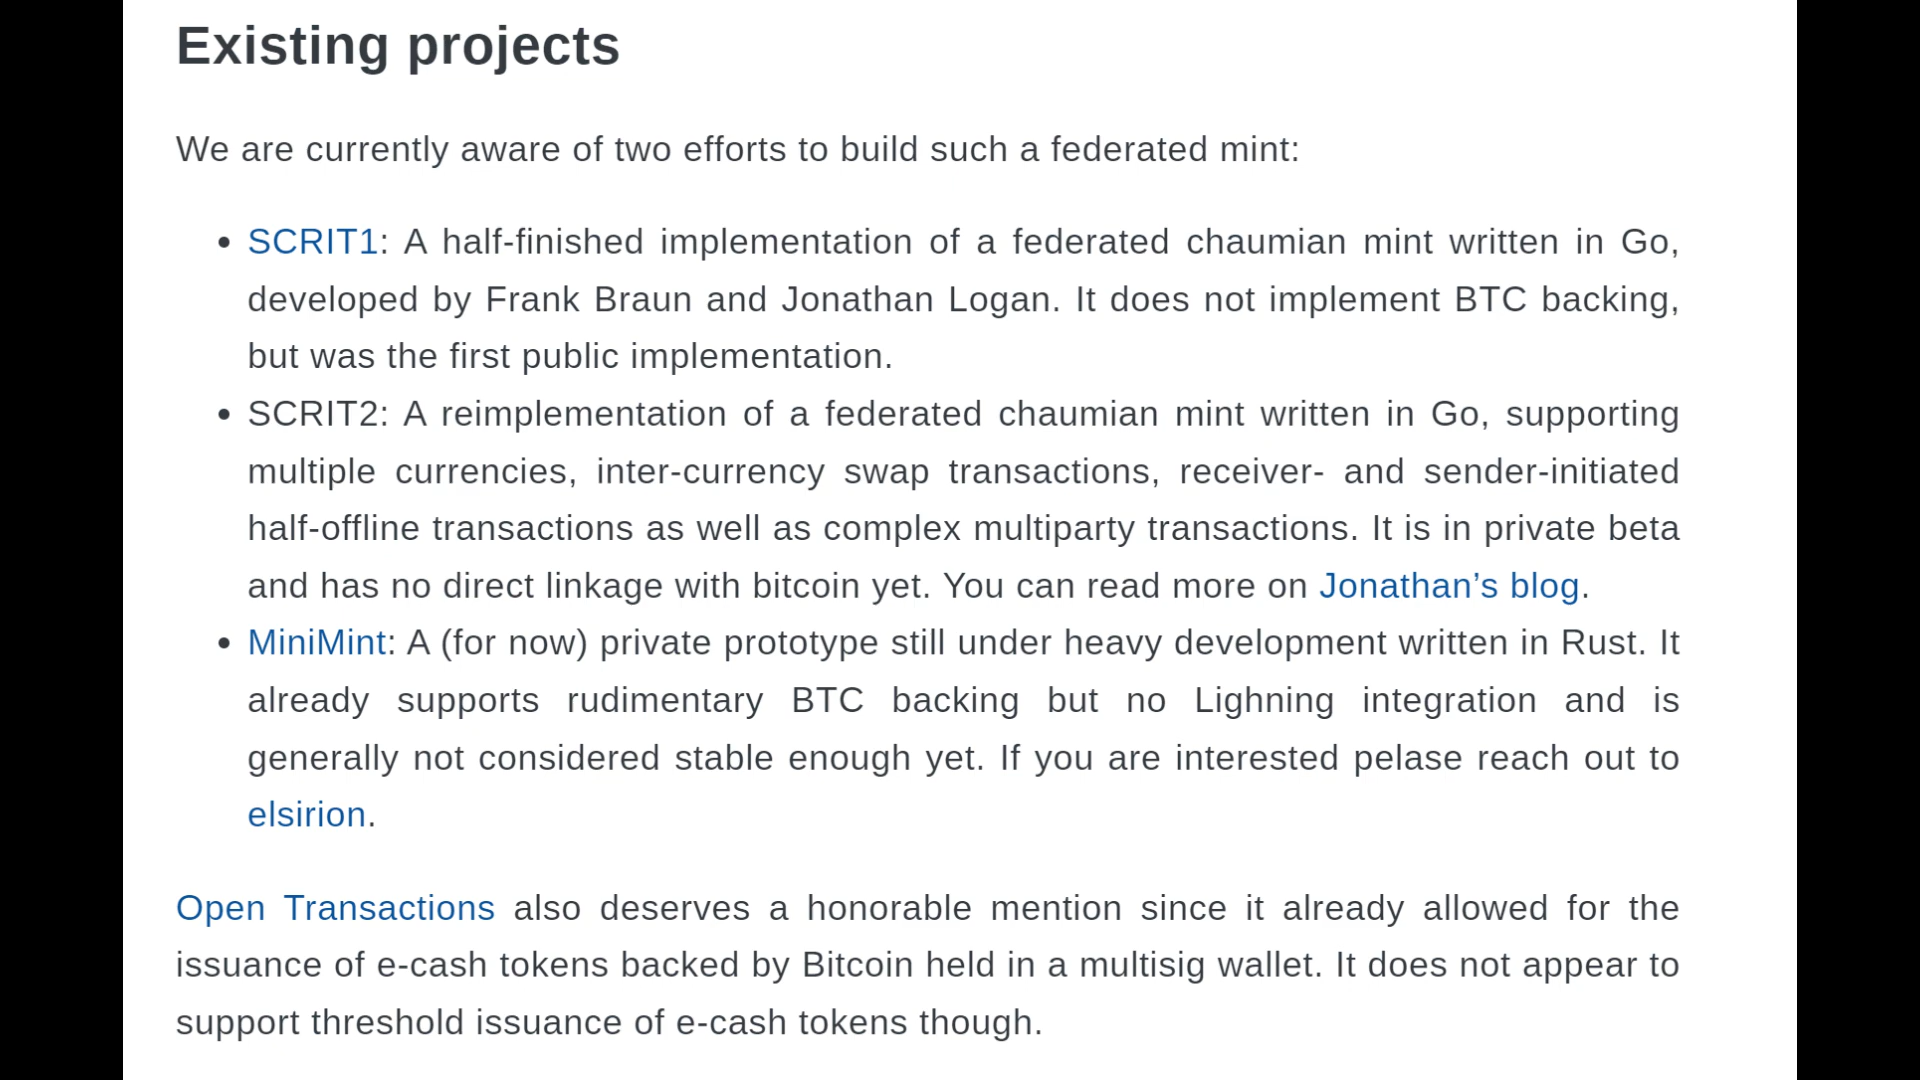 Existing projects
We are currently aware of two efforts to build such a federated mint:
• SCRIT1: A half-finished implementation of a federated chaumian mint written in Go,
developed by Frank Braun and Jonathan Logan. It does not implement BTC backing,
but was the first public implementation.
• SCRIT2: A reimplementation of a federated chaumian mint written in Go, supporting
multiple currencies, inter-currency swap transactions, receiver- and sender-initiated
half-offline transactions as well as complex multiparty transactions. It is in private beta
and has no direct linkage with bitcoin yet. You can read more on Jonathan’s blog.
• MiniMint: A (for now) private prototype still under heavy development written in Rust. It
already supports rudimentary BTC backing but no Lighning integration and is
generally not considered stable enough yet. If you are interested pelase reach out to
elsirion.
Open Transactions also deserves a honorable mention since it already allowed for the
issuance of e-cash tokens backed by Bitcoin held in a multisig wallet. It does not appear to
support threshold issuance of e-cash tokens though.